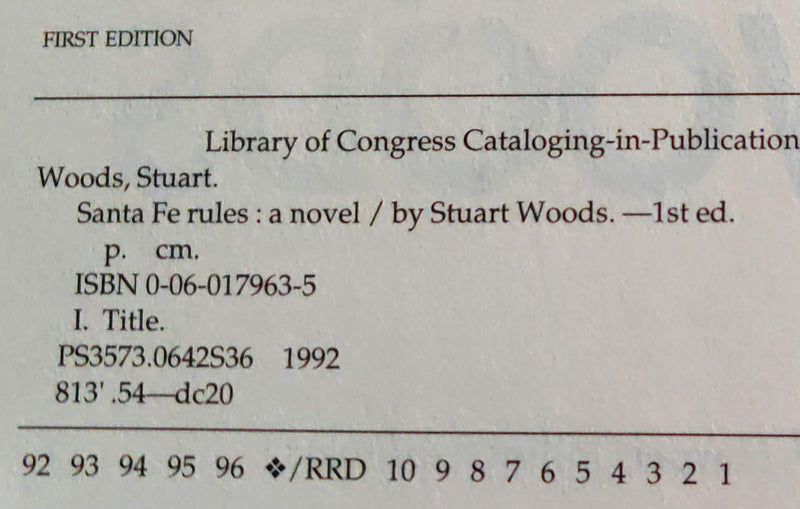 FIRST EDITION
Library of Congress Cataloging-in-Publication
Woods, Stuart.
Santa Fe rules : a novel / by Stuart Woods. —1st ed.
p. cm.
ISBN 0-06-017963-5
I. Title.
PS3573.0642S36 1992
813' .54—dc20
92 93 94 95 96 ❖/RRD 10 9 8 7 6 5 4 3 2 1